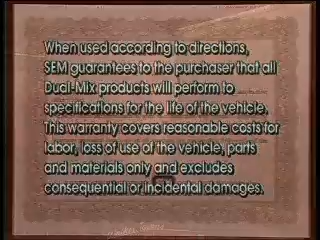 When used according to directions,
SEM guarantees to the purchaser that all
Dual-Mix products will perform to
specifications for the life of the vehicle.
This warranty covers reasonable costs for
labor, loss of use of the vehicle, parts
and materials only and excludes
consequential or incidental damages.